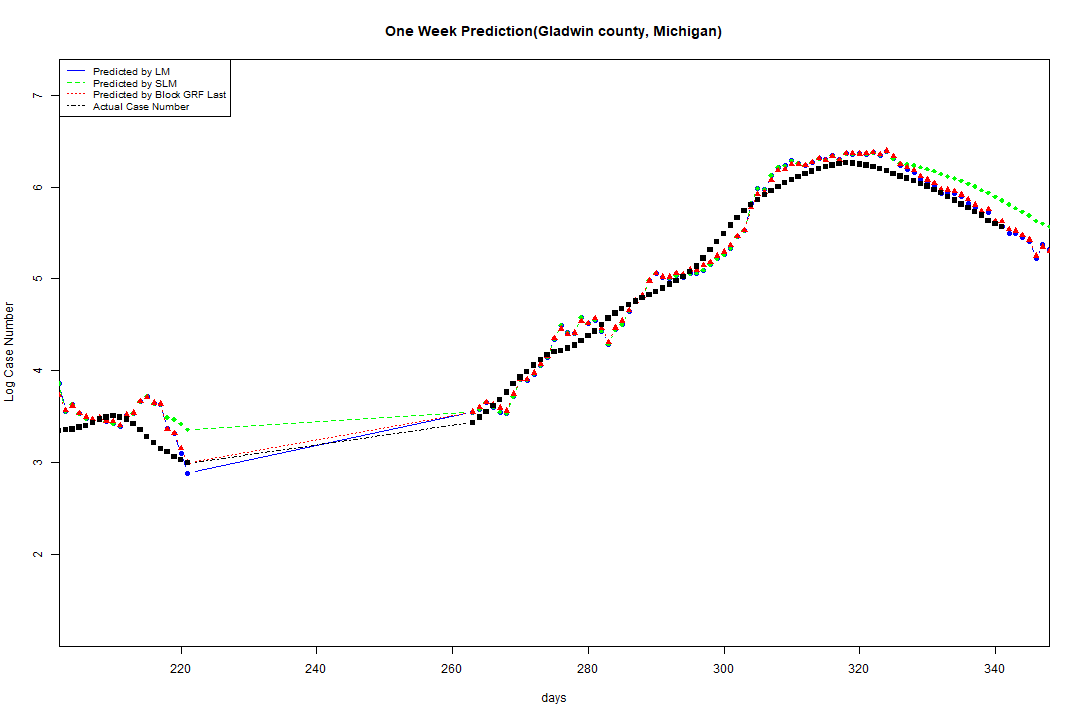 One Week Prediction(Gladwin county, Michigan)
Predicted by LM
Predicted by SLM
Predicted by Block GRF Last
Actual Case Number
7
6
5
4
3
2
Log Case Number
220 240 260 280 300 320 340
days